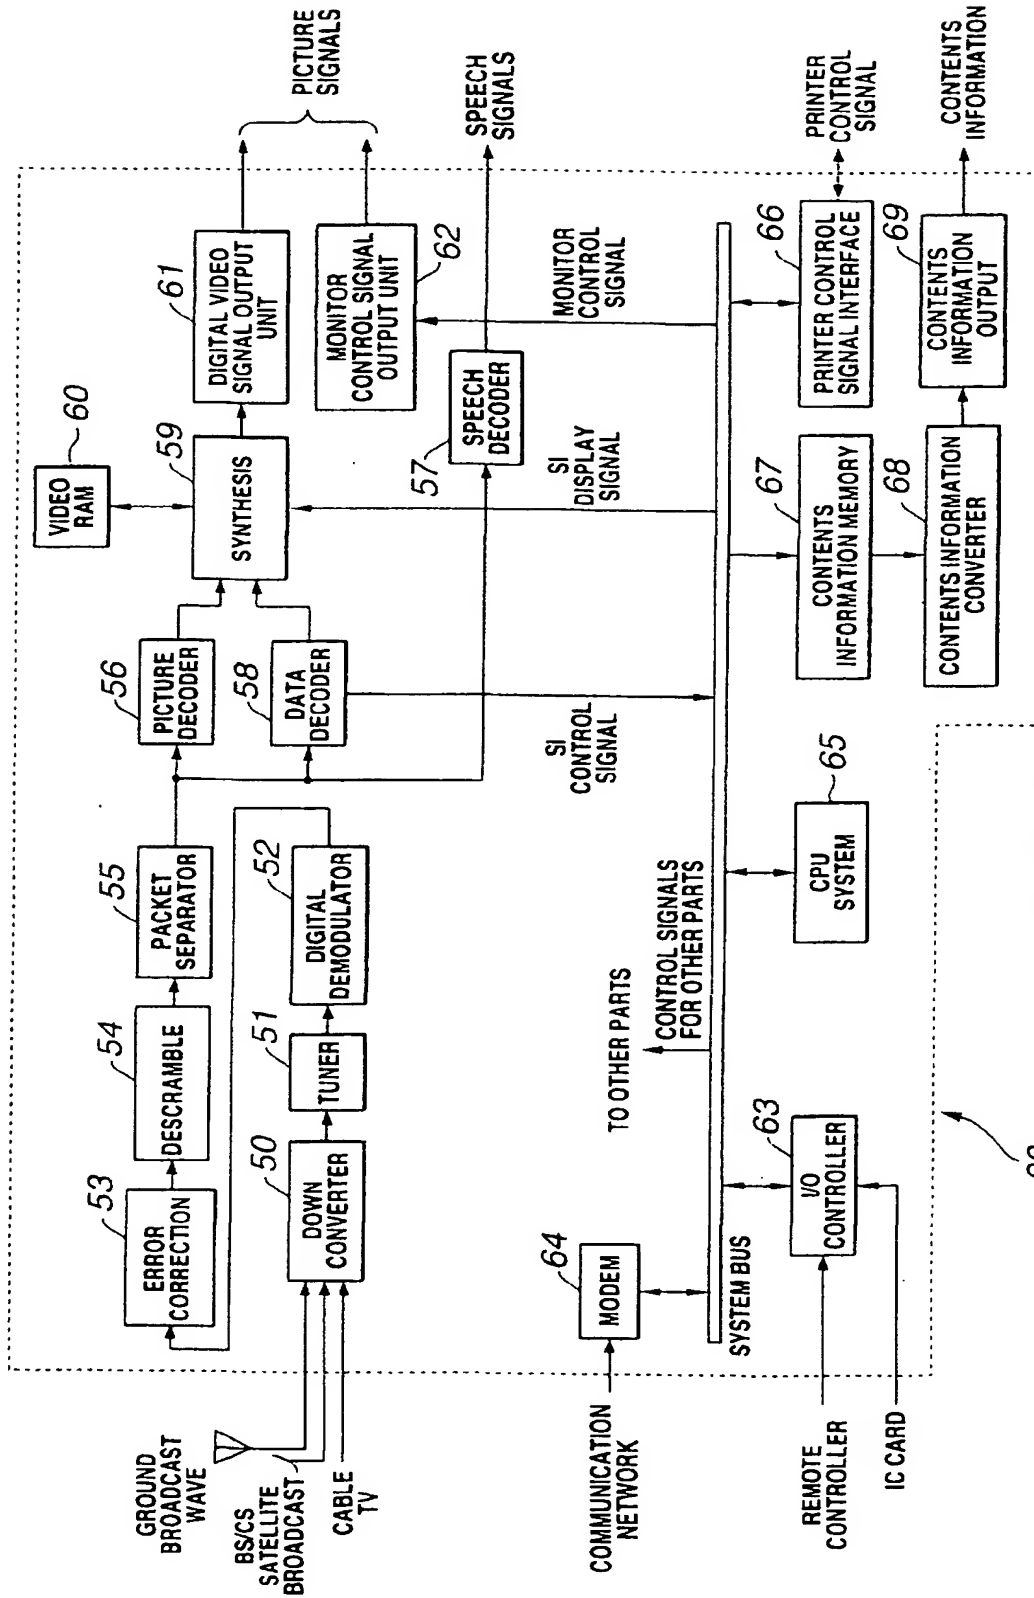 GROUND
BROADCAST
WAVE
BS/CS
SATELLITE
BROADCAST
CABLE
TV
53
ERROR
CORRECTION
54
DESCRAMBLE
55
PACKET
SEPARATOR
50
DOWN
CONVERTER
51
TUNER
52
DIGITAL
DEMODULATOR
56
PICTURE
DECODER
58
DATA
DECODER
60
VIDEO
RAM
59
SYNTHESIS
61
DIGITAL VIDEO
SIGNAL OUTPUT
UNIT
MONITOR
CONTROL SIGNAL
OUTPUT UNIT
62
PICTURE
SIGNALS
57
SPEECH
DECODER
SPEECH
SIGNALS
COMMUNICATION
NETWORK
64
MODEM
TO OTHER PARTS
CONTROL SIGNALS
FOR OTHER PARTS
SI
CONTROL
SIGNAL
SI
DISPLAY
SIGNAL
MONITOR
CONTROL
SIGNAL
SYSTEM BUS
REMOTE
CONTROLLER
IC CARD
63
I/O
CONTROLLER
65
CPU
SYSTEM
67
CONTENTS
INFORMATION MEMORY
66
PRINTER CONTROL
SIGNAL INTERFACE
PRINTER
CONTROL
SIGNAL
68
CONTENTS INFORMATION
CONVERTER
69
CONTENTS
INFORMATION
OUTPUT
CONTENTS
INFORMATION